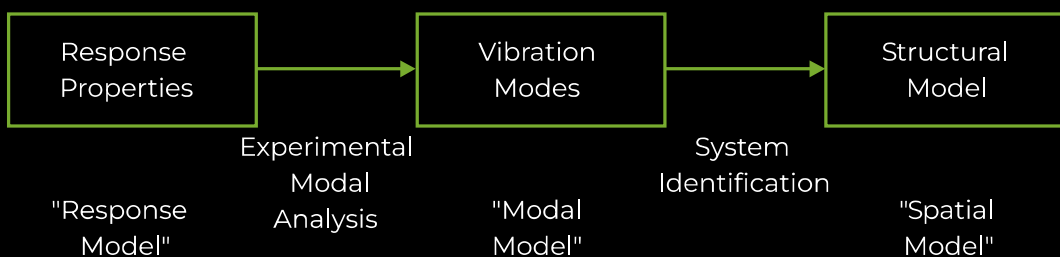 Response
Properties
Vibration
Modes
Structural
Model
Experimental
Modal
Analysis
System
Identification
"Response
Model"
"Modal
Model"
"Spatial
Model"